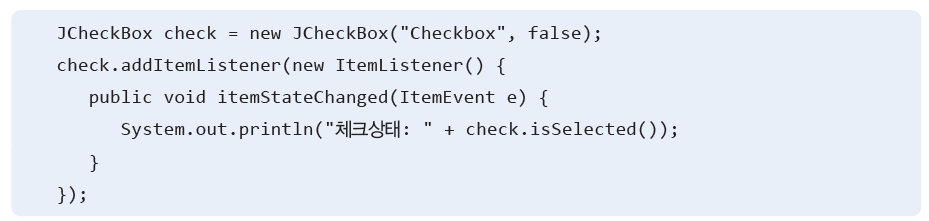 JCheckBox check = new JCheckBox("Checkbox", false);
check.addItemListener(new ItemListener() {
   public void itemStateChanged(ItemEvent e) {
      System.out.println("체크상태: " + check.isSelected());
   }
});